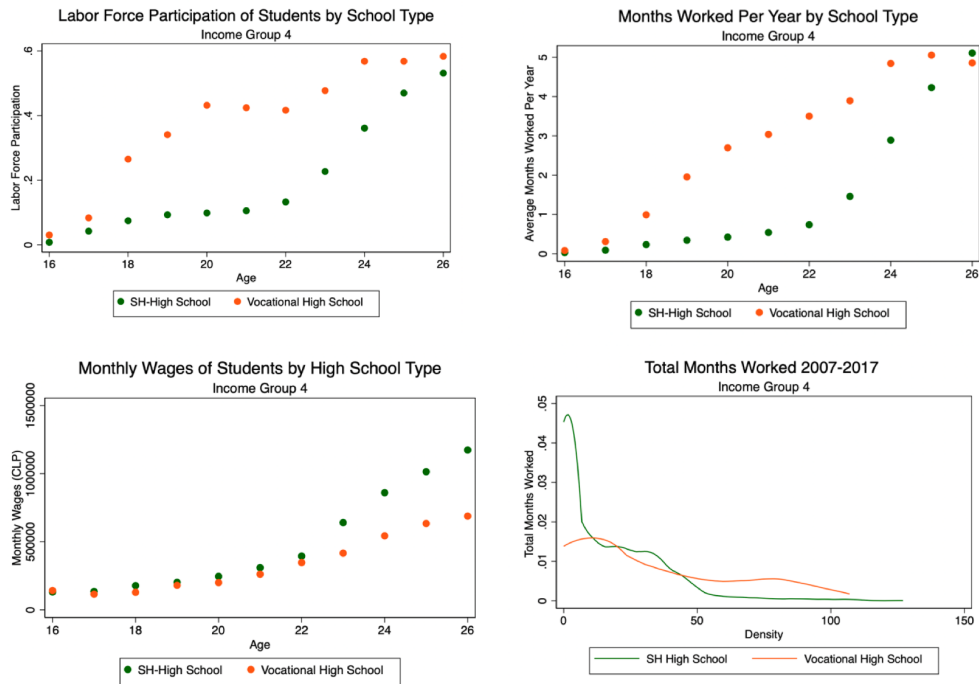 Labor Force Participation of Students by School Type
Income Group 4
Labor Force Participation
.6
.4
.2
0
16 18 20 22 24 26
Age
SH-High School Vocational High School
Months Worked Per Year by School Type
Income Group 4
Average Months Worked Per Year
5
4
3
2
1
0
16 18 20 22 24 26
Age
SH-High School Vocational High School
Monthly Wages of Students by High School Type
Income Group 4
Monthly Wages (CLP)
1500000
1000000
500000
0
16 18 20 22 24 26
Age
SH-High School Vocational High School
Total Months Worked 2007-2017
Income Group 4
Total Months Worked
.05
.04
.03
.02
.01
0
0 50 100 150
Density
SH High School Vocational High School